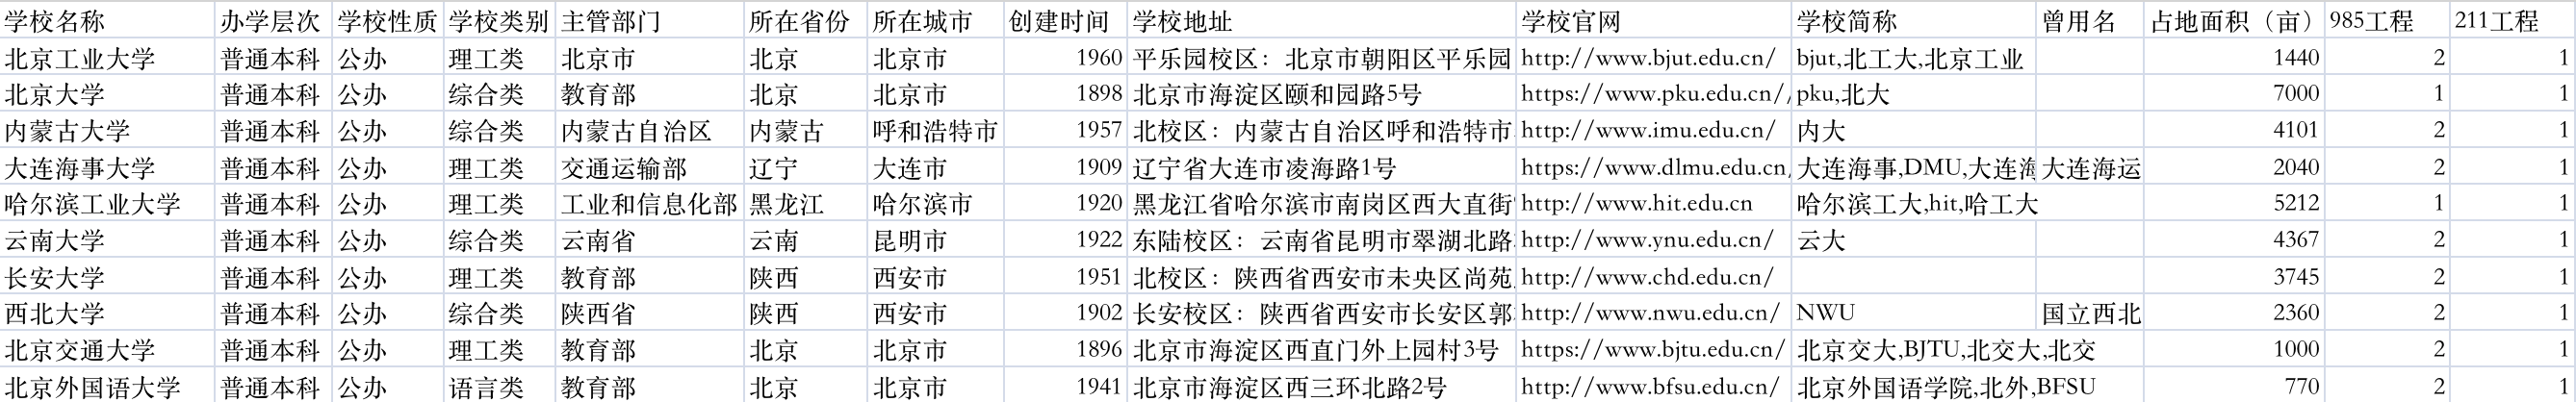 学校名称 办学层次 学校性质 学校类别 主管部门 所在省份 所在城市 创建时间 学校地址 学校官网 学校简称 曾用名 占地面积（亩） 985工程 211工程
北京工业大学 普通本科 公办 理工类 北京市 北京 北京市 1960 平乐园校区：北京市朝阳区平乐园 http://www.bjut.edu.cn/ bjut,北工大,北京工业 1440 2 1
北京大学 普通本科 公办 综合类 教育部 北京 北京市 1898 北京市海淀区颐和园路5号 https://www.pku.edu.cn// pku,北大 7000 1 1
内蒙古大学 普通本科 公办 综合类 内蒙古自治区 内蒙古 呼和浩特市 1957 北校区：内蒙古自治区呼和浩特市 http://www.imu.edu.cn/ 内大 4101 2 1
大连海事大学 普通本科 公办 理工类 交通运输部 辽宁 大连市 1909 辽宁省大连市凌海路1号 https://www.dlmu.edu.cn/ 大连海事,DMU,大连海 大连海运 2040 2 1
哈尔滨工业大学 普通本科 公办 理工类 工业和信息化部 黑龙江 哈尔滨市 1920 黑龙江省哈尔滨市南岗区西大直街 http://www.hit.edu.cn 哈尔滨工大,hit,哈工大 5212 1 1
云南大学 普通本科 公办 综合类 云南省 云南 昆明市 1922 东陆校区：云南省昆明市翠湖北路 http://www.ynu.edu.cn/ 云大 4367 2 1
长安大学 普通本科 公办 理工类 教育部 陕西 西安市 1951 北校区：陕西省西安市未央区尚苑 http://www.chd.edu.cn/ 3745 2 1
西北大学 普通本科 公办 综合类 陕西省 陕西 西安市 1902 长安校区：陕西省西安市长安区郭 http://www.nwu.edu.cn/ NWU 国立西北 2360 2 1
北京交通大学 普通本科 公办 理工类 教育部 北京 北京市 1896 北京市海淀区西直门外上园村3号 https://www.bjtu.edu.cn/ 北京交大,BJTU,北交大,北交 1000 2 1
北京外国语大学 普通本科 公办 语言类 教育部 北京 北京市 1941 北京市海淀区西三环北路2号 http://www.bfsu.edu.cn/ 北京外国语学院,北外,BFSU 770 2 1